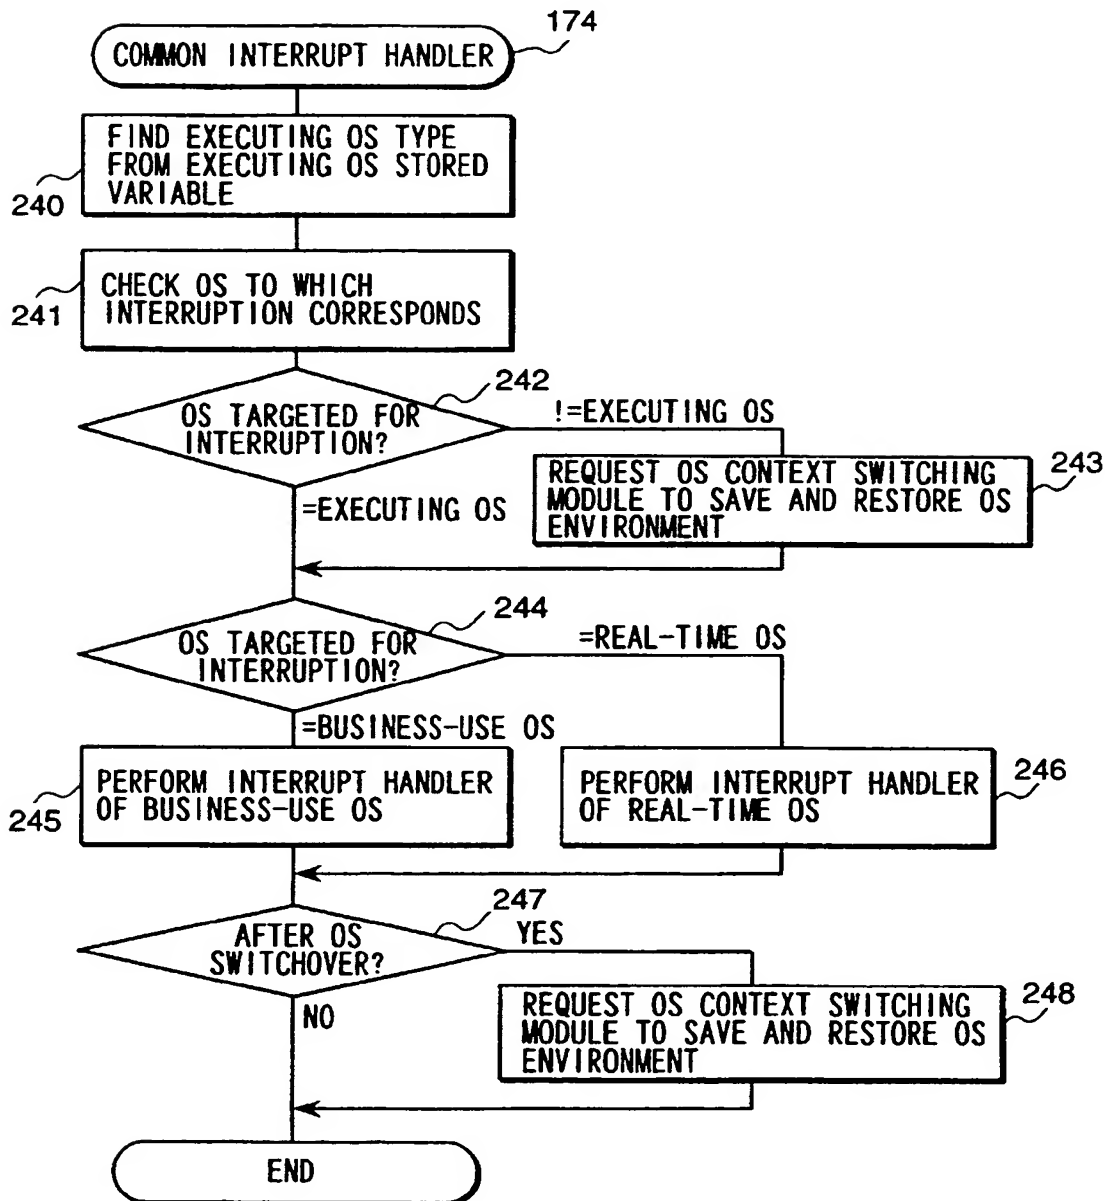 174
COMMON INTERRUPT HANDLER
FIND EXECUTING OS TYPE
FROM EXECUTING OS STORED
VARIABLE
240
CHECK OS TO WHICH
INTERRUPTION CORRESPONDS
241
242
OS TARGETED FOR
INTERRUPTION?
!=EXECUTING OS
=EXECUTING OS
243
REQUEST OS CONTEXT SWITCHING
MODULE TO SAVE AND RESTORE OS
ENVIRONMENT
244
OS TARGETED FOR
INTERRUPTION?
=REAL-TIME OS
=BUSINESS-USE OS
PERFORM INTERRUPT HANDLER
OF BUSINESS-USE OS
245
PERFORM INTERRUPT HANDLER
OF REAL-TIME OS
246
247
AFTER OS
SWITCHOVER?
YES
NO
REQUEST OS CONTEXT SWITCHING
MODULE TO SAVE AND RESTORE OS
ENVIRONMENT
248
END